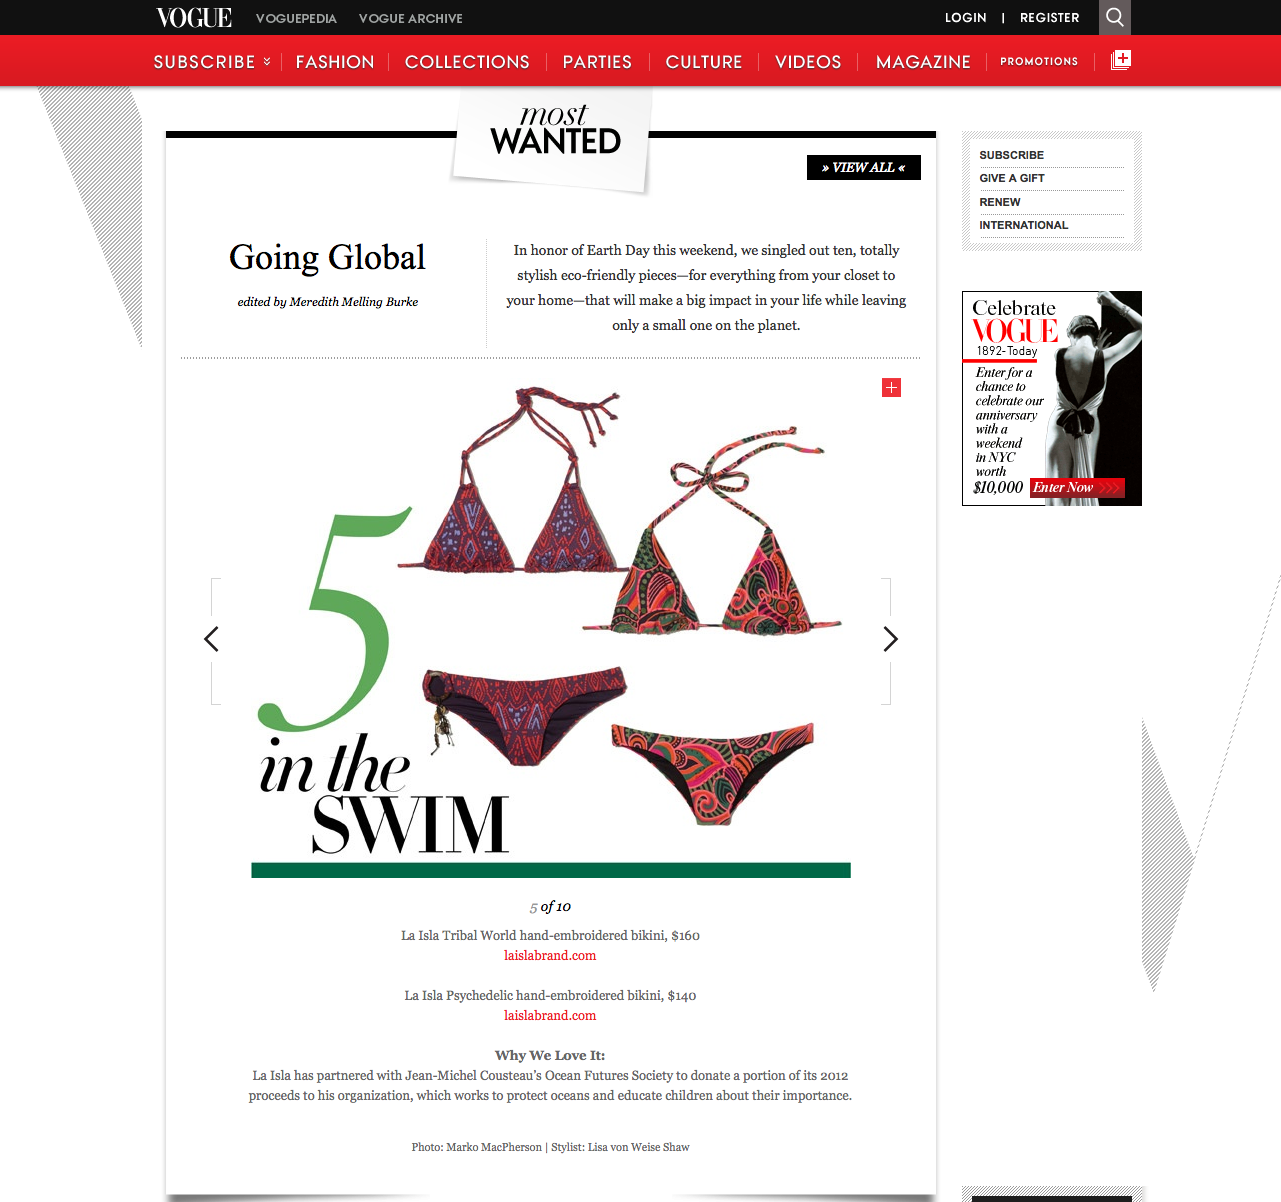 VOGUE VOGUEPEDIA VOGUE ARCHIVE LOGIN | REGISTER
SUBSCRIBE FASHION COLLECTIONS PARTIES CULTURE VIDEOS MAGAZINE PROMOTIONS
most
WANTED
» VIEW ALL «
Going Global
edited by Meredith Melling Burke
In honor of Earth Day this weekend, we singled out ten, totally
stylish eco-friendly pieces—for everything from your closet to
your home—that will make a big impact in your life while leaving
only a small one on the planet.
5
in the
SWIM
5 of 10
La Isla Tribal World hand-embroidered bikini, $160
laislabrand.com
La Isla Psychedelic hand-embroidered bikini, $140
laislabrand.com
Why We Love It:
La Isla has partnered with Jean-Michel Cousteau's Ocean Futures Society to donate a portion of its 2012
proceeds to his organization, which works to protect oceans and educate children about their importance.
Photo: Marko MacPherson | Stylist: Lisa von Weise Shaw
SUBSCRIBE
GIVE A GIFT
RENEW
INTERNATIONAL
Celebrate
VOGUE
1892-Today
Enter for a
chance to
celebrate our
anniversary
with a
weekend
in NYC
worth
$10,000 Enter Now >>>